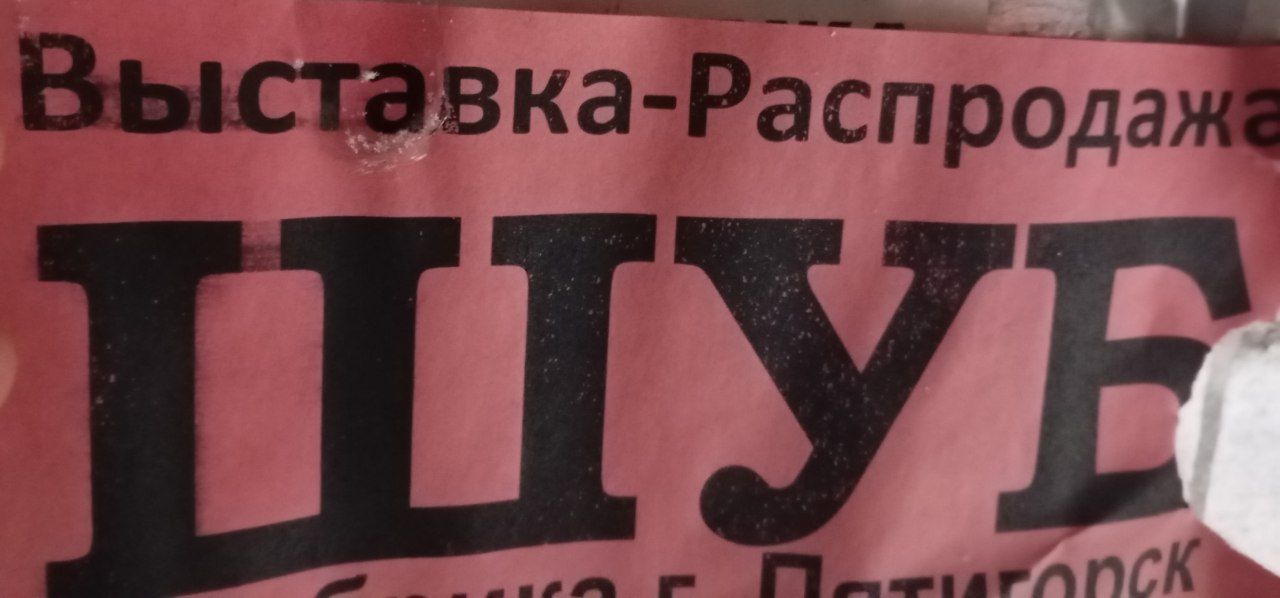 Выставка-Распродажа
ШУБ
г. Пятигорск